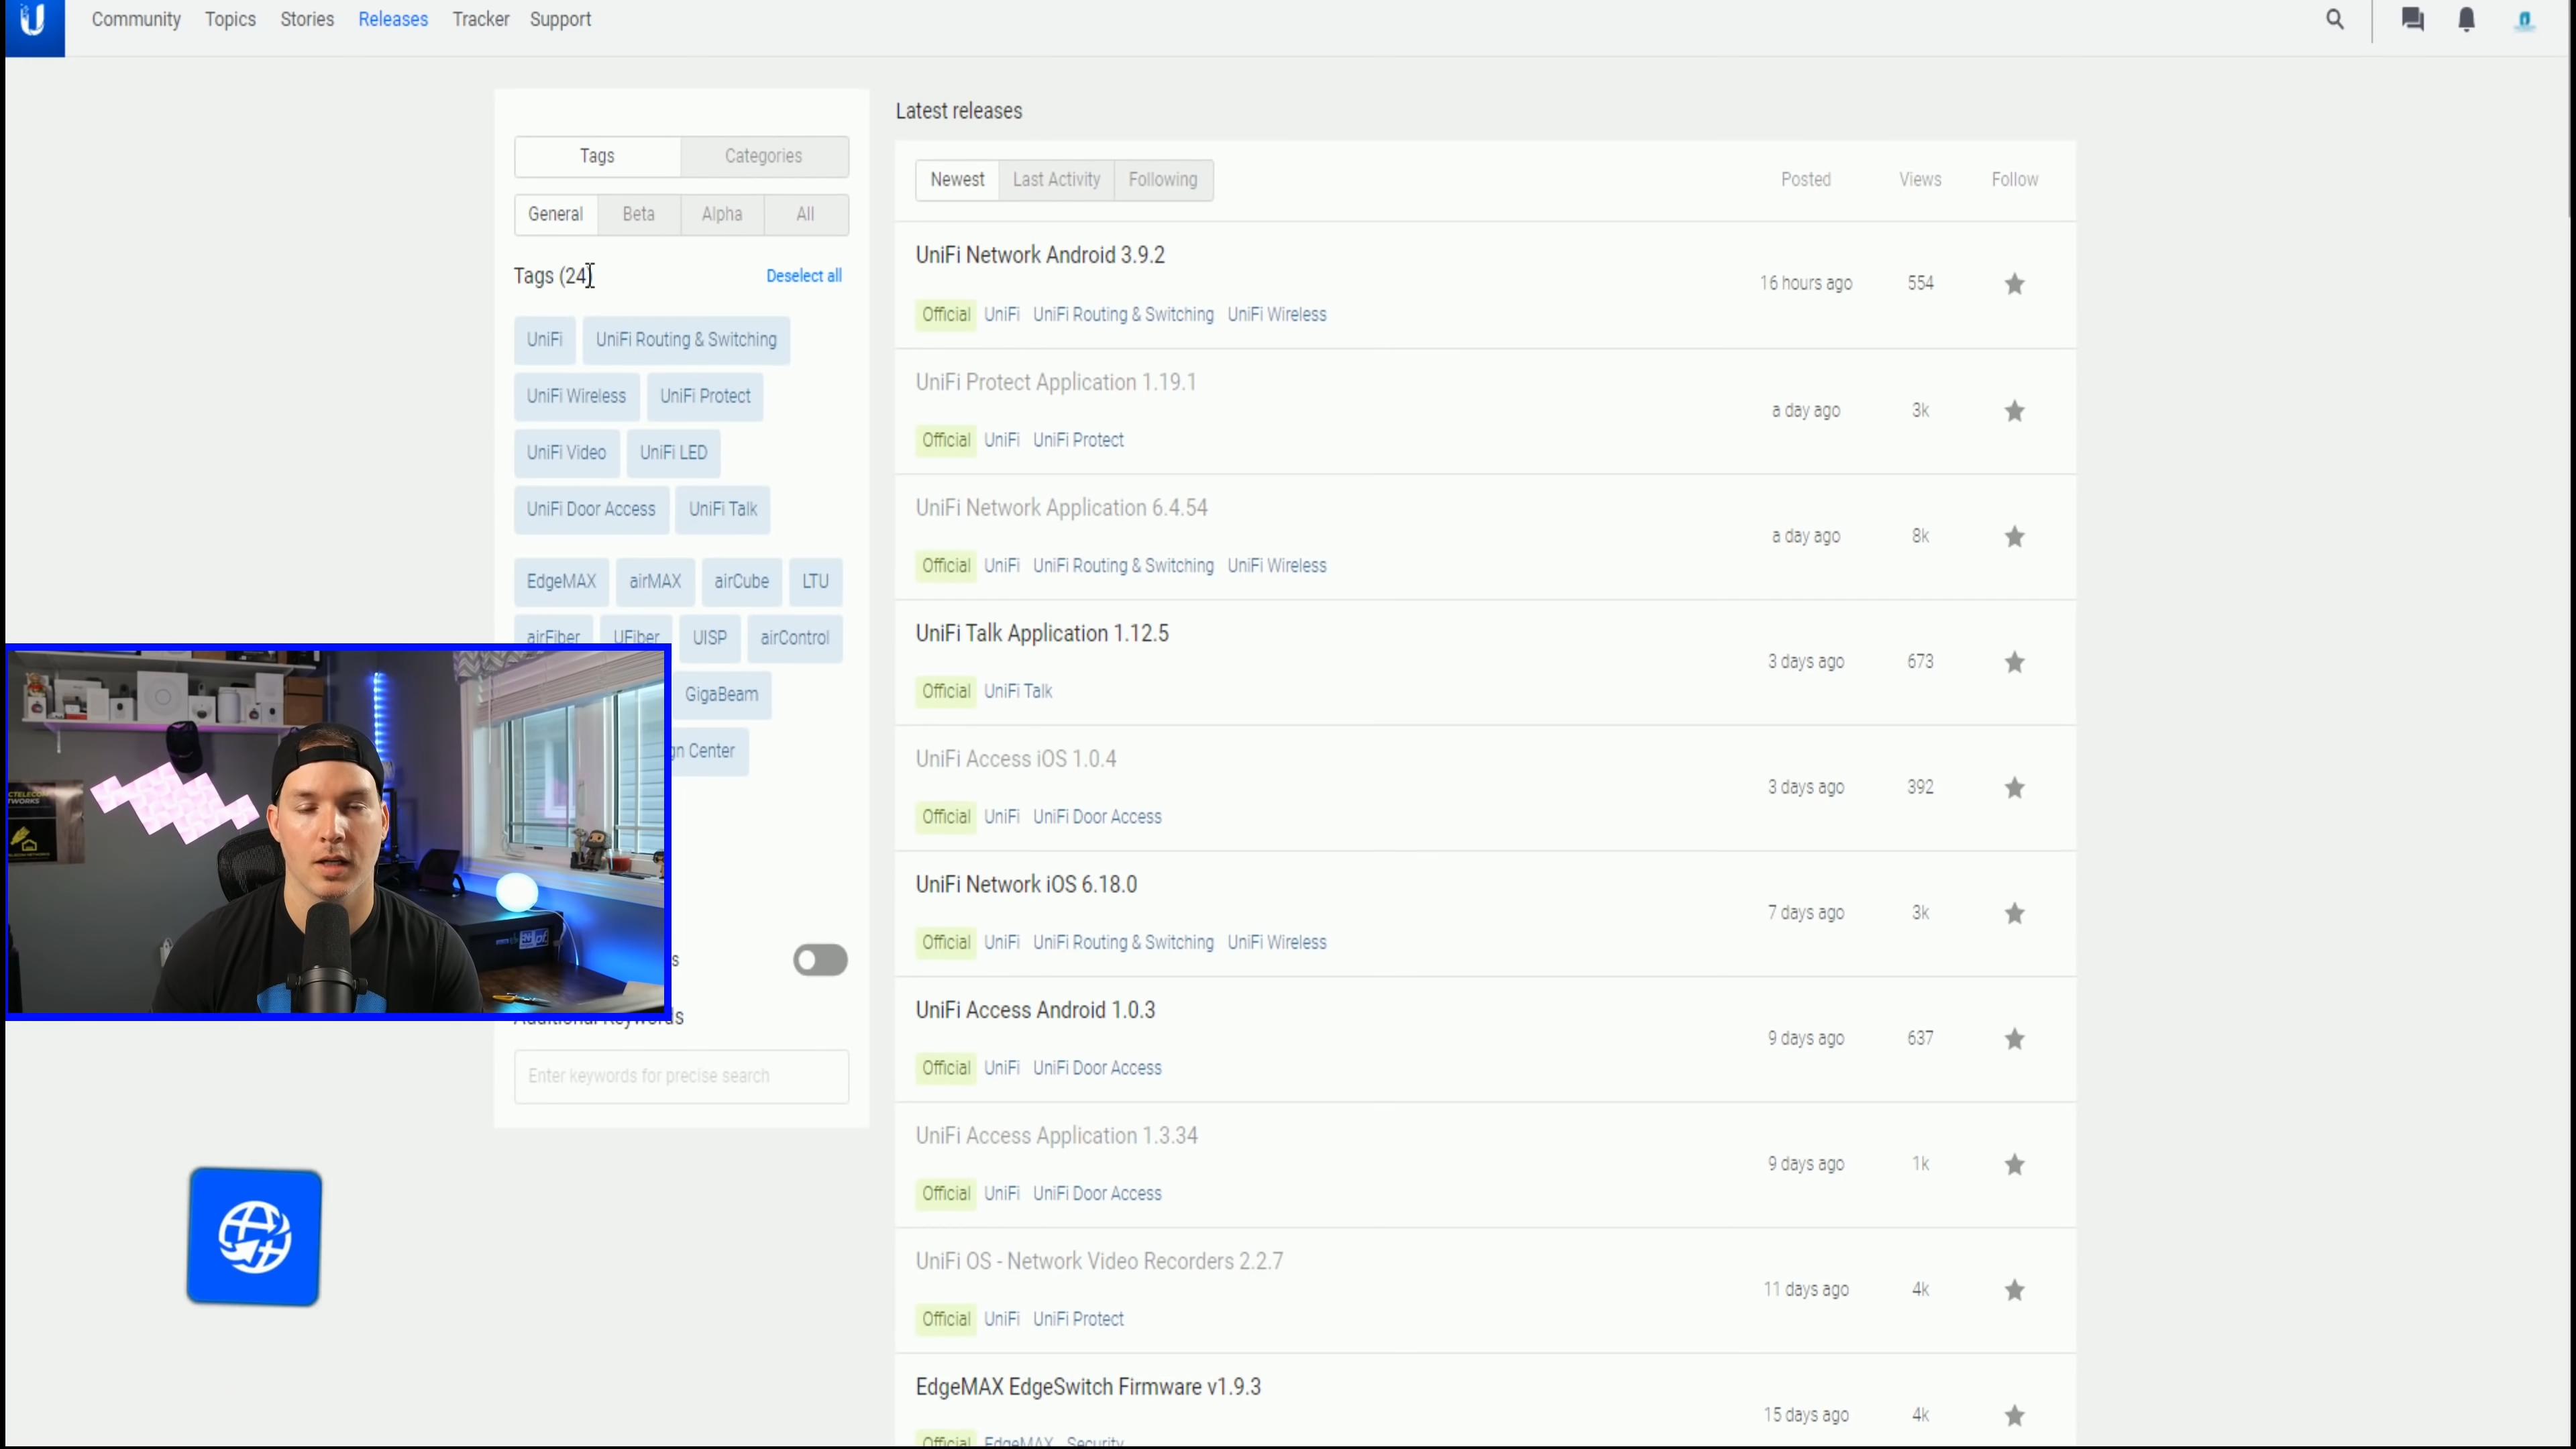 Community Topics Stories Releases Tracker Support
Tags Categories
General Beta Alpha All
Tags (24) Deselect all
UniFi UniFi Routing & Switching
UniFi Wireless UniFi Protect
UniFi Video UniFi LED
UniFi Door Access UniFi Talk
EdgeMAX airMAX airCube LTU
airFiber UFiber UISP airControl
GigaBeam
gn Center
s
Additional Keywords
Enter keywords for precise search
Latest releases
Newest Last Activity Following Posted Views Follow
UniFi Network Android 3.9.2
16 hours ago 554
Official UniFi UniFi Routing & Switching UniFi Wireless
UniFi Protect Application 1.19.1
a day ago 3k
Official UniFi UniFi Protect
UniFi Network Application 6.4.54
a day ago 8k
Official UniFi UniFi Routing & Switching UniFi Wireless
UniFi Talk Application 1.12.5
3 days ago 673
Official UniFi Talk
UniFi Access iOS 1.0.4
3 days ago 392
Official UniFi UniFi Door Access
UniFi Network iOS 6.18.0
7 days ago 3k
Official UniFi UniFi Routing & Switching UniFi Wireless
UniFi Access Android 1.0.3
9 days ago 637
Official UniFi UniFi Door Access
UniFi Access Application 1.3.34
9 days ago 1k
Official UniFi UniFi Door Access
UniFi OS - Network Video Recorders 2.2.7
11 days ago 4k
Official UniFi UniFi Protect
EdgeMAX EdgeSwitch Firmware v1.9.3
15 days ago 4k
Official EdgeMAX Security